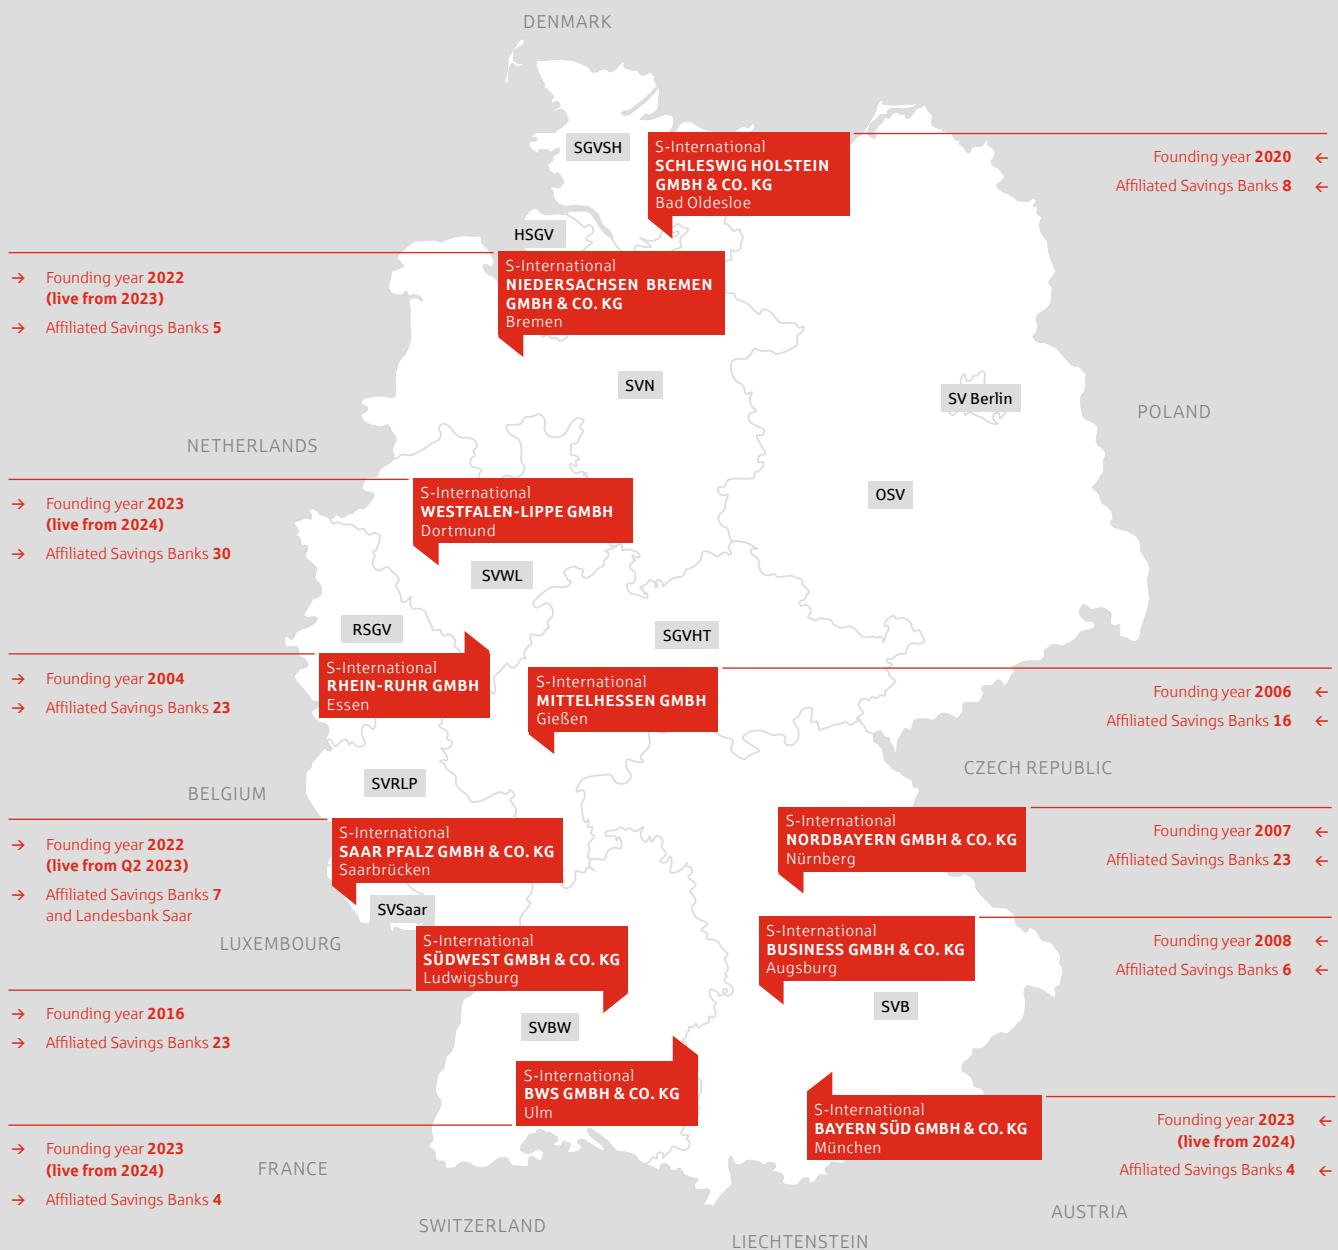 DENMARK
SGVSH
S-International
SCHLESWIG HOLSTEIN
GMBH & CO. KG
Bad Oldesloe
Founding year 2020 ←
Affiliated Savings Banks 8 ←
HSGV
S-International
NIEDERSACHSEN BREMEN
GMBH & CO. KG
Bremen
→ Founding year 2022
(live from 2023)
→ Affiliated Savings Banks 5
SVN
SV Berlin
POLAND
NETHERLANDS
OSV
S-International
WESTFALEN-LIPPE GMBH
Dortmund
→ Founding year 2023
(live from 2024)
→ Affiliated Savings Banks 30
SVWL
RSGV
SGVHT
S-International
RHEIN-RUHR GMBH
Essen
→ Founding year 2004
→ Affiliated Savings Banks 23
S-International
MITTELHESSEN GMBH
Gießen
Founding year 2006 ←
Affiliated Savings Banks 16 ←
CZECH REPUBLIC
SVRLP
BELGIUM
S-International
SAAR PFALZ GMBH & CO. KG
Saarbrücken
→ Founding year 2022
(live from Q2 2023)
→ Affiliated Savings Banks 7
and Landesbank Saar
S-International
NORDBAYERN GMBH & CO. KG
Nürnberg
Founding year 2007 ←
Affiliated Savings Banks 23 ←
SVSaar
LUXEMBOURG
S-International
SÜDWEST GMBH & CO. KG
Ludwigsburg
→ Founding year 2016
→ Affiliated Savings Banks 23
S-International
BUSINESS GMBH & CO. KG
Augsburg
Founding year 2008 ←
Affiliated Savings Banks 6 ←
SVB
SVBW
S-International
BWS GMBH & CO. KG
Ulm
→ Founding year 2023
(live from 2024)
→ Affiliated Savings Banks 4
S-International
BAYERN SÜD GMBH & CO. KG
München
Founding year 2023 ←
(live from 2024)
Affiliated Savings Banks 4 ←
FRANCE
SWITZERLAND
AUSTRIA
LIECHTENSTEIN